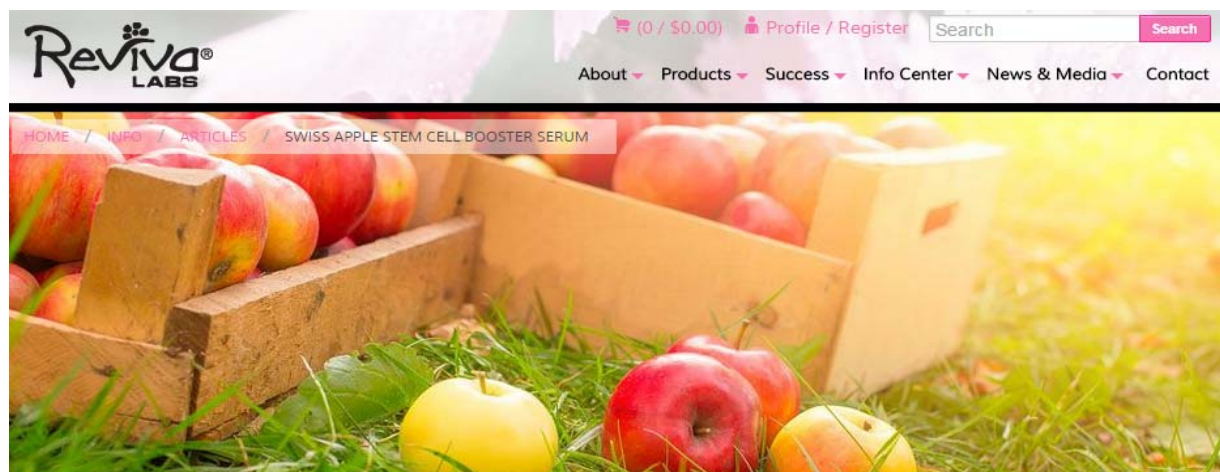 Reviva®
LABS
(0 / $0.00) Profile / Register Search Search
About Products Success Info Center News & Media Contact
HOME / INFO / ARTICLES / SWISS APPLE STEM CELL BOOSTER SERUM